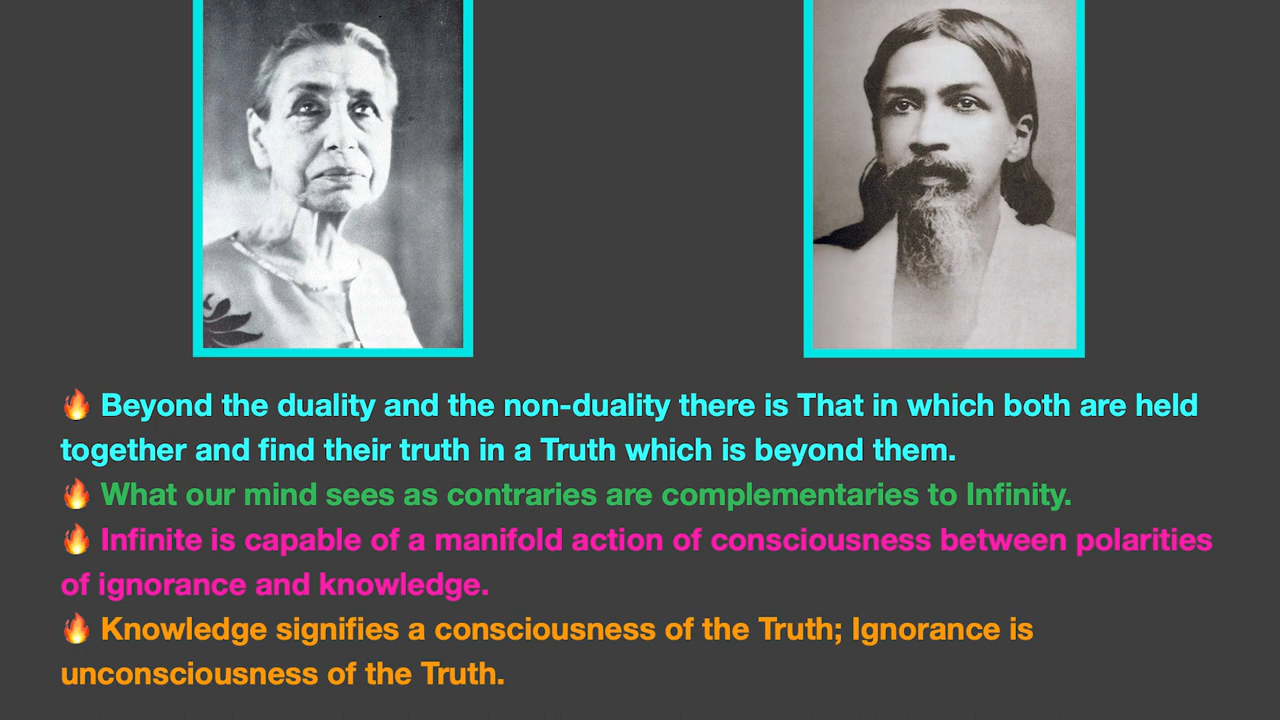 🔥 Beyond the duality and the non-duality there is That in which both are held
together and find their truth in a Truth which is beyond them.
🔥 What our mind sees as contraries are complementaries to Infinity.
🔥 Infinite is capable of a manifold action of consciousness between polarities
of ignorance and knowledge.
🔥 Knowledge signifies a consciousness of the Truth; Ignorance is
unconsciousness of the Truth.